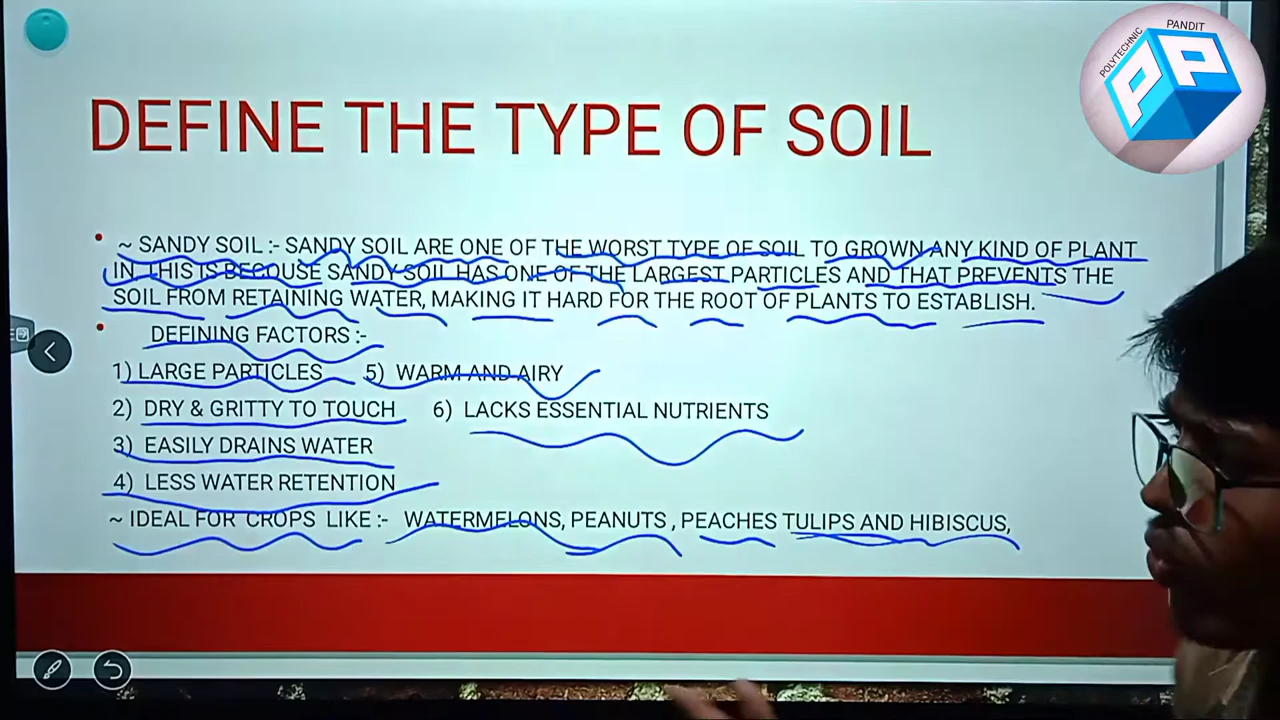 POLYTECHNIC PANDIT
PP
DEFINE THE TYPE OF SOIL
• ~ SANDY SOIL :- SANDY SOIL ARE ONE OF THE WORST TYPE OF SOIL TO GROWN ANY KIND OF PLANT
IN THIS IS BECOUSE SANDY SOIL HAS ONE OF THE LARGEST PARTICLES AND THAT PREVENTS THE
SOIL FROM RETAINING WATER, MAKING IT HARD FOR THE ROOT OF PLANTS TO ESTABLISH.
• DEFINING FACTORS :-
1) LARGE PARTICLES 5) WARM AND AIRY
2) DRY & GRITTY TO TOUCH 6) LACKS ESSENTIAL NUTRIENTS
3) EASILY DRAINS WATER
4) LESS WATER RETENTION
~ IDEAL FOR CROPS LIKE :- WATERMELONS, PEANUTS , PEACHES TULIPS AND HIBISCUS,